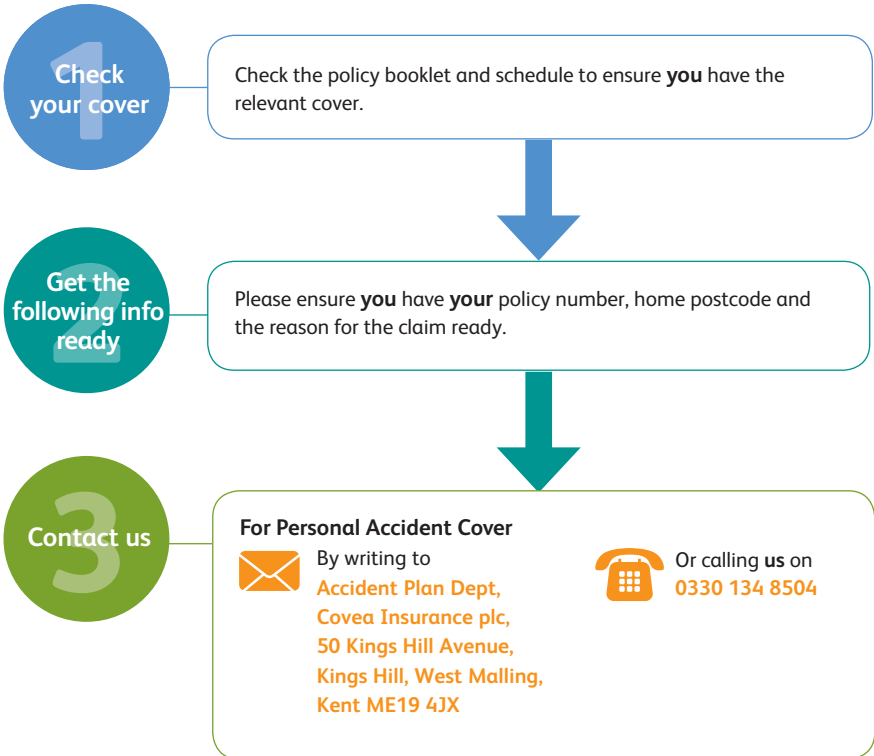 1
Check
your cover
Check the policy booklet and schedule to ensure you have the
relevant cover.
2
Get the
following info
ready
Please ensure you have your policy number, home postcode and
the reason for the claim ready.
3
Contact us
For Personal Accident Cover
By writing to
Accident Plan Dept,
Covea Insurance plc,
50 Kings Hill Avenue,
Kings Hill, West Malling,
Kent ME19 4JX
Or calling us on
0330 134 8504